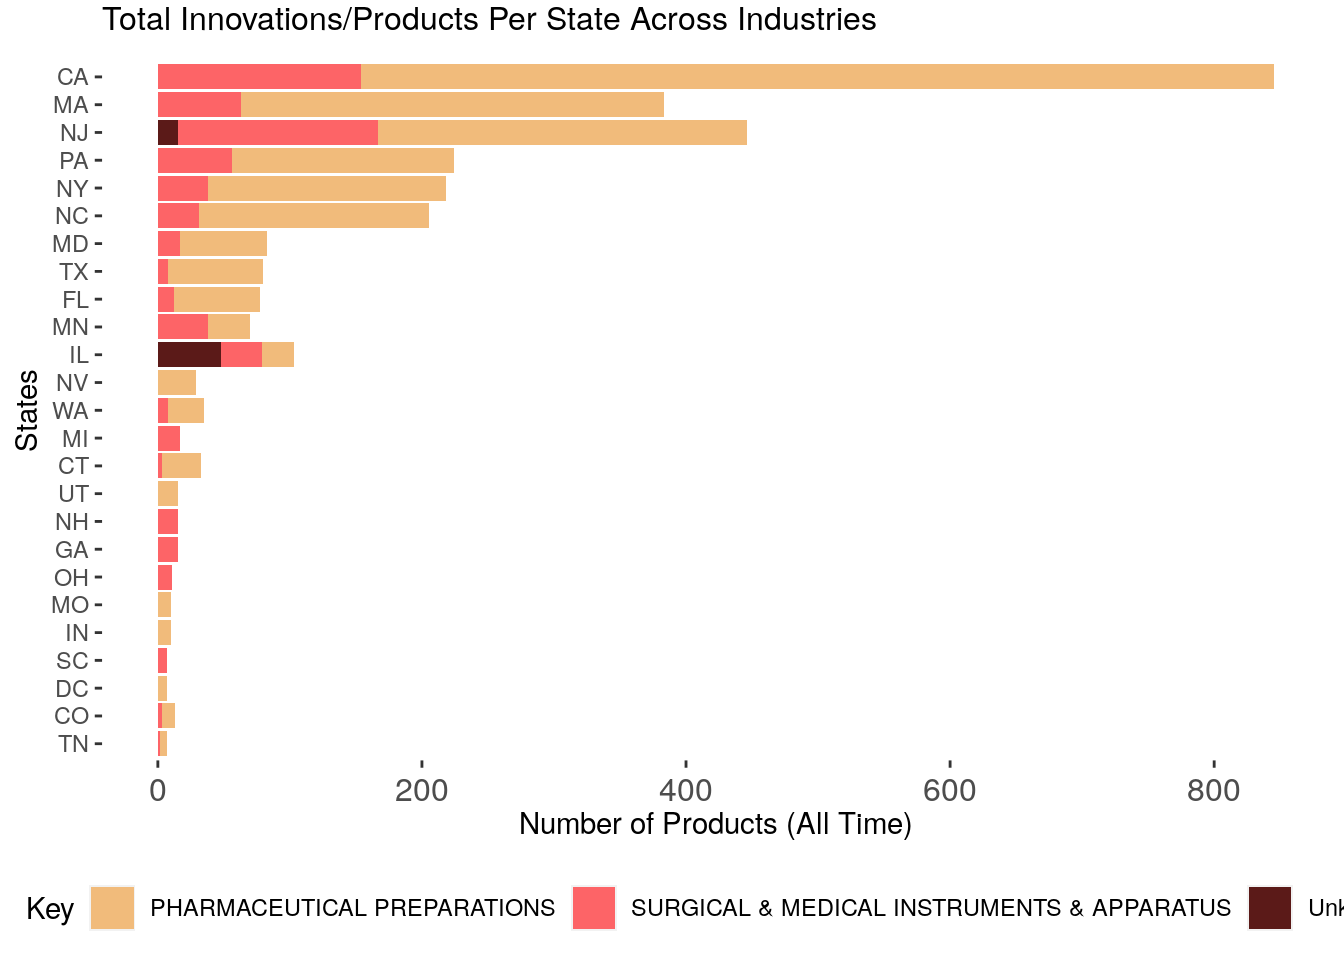 Total Innovations/Products Per State Across Industries
CA
MA
NJ
PA
NY
NC
MD
TX
FL
MN
IL
NV
WA
MI
CT
UT
NH
GA
OH
MO
IN
SC
DC
CO
TN
States
0 200 400 600 800
Number of Products (All Time)
Key PHARMACEUTICAL PREPARATIONS SURGICAL & MEDICAL INSTRUMENTS & APPARATUS